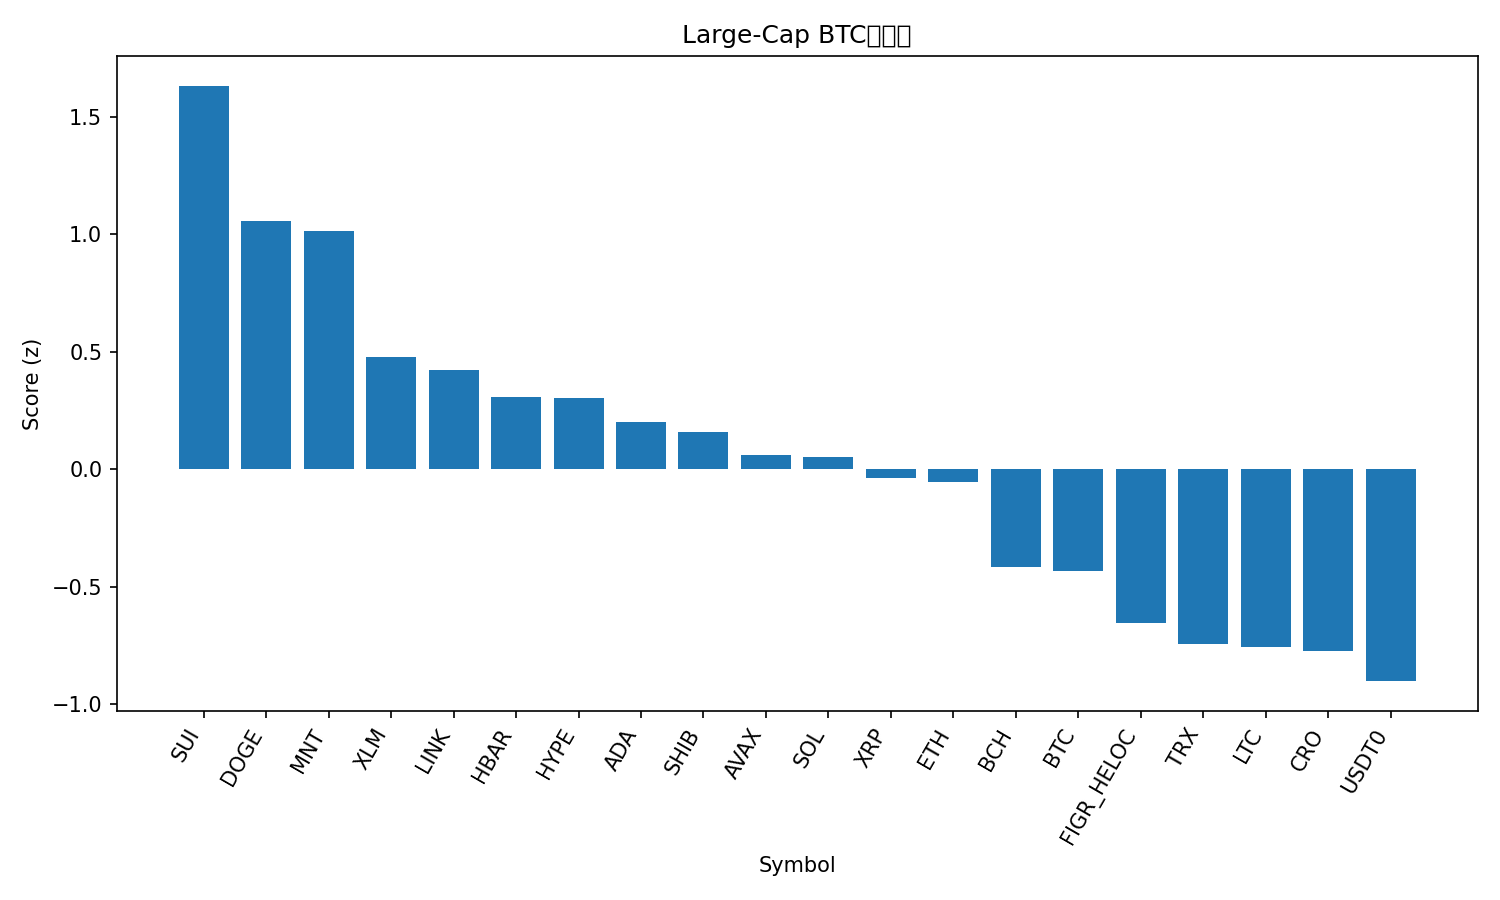 Large-Cap BTC
Score (z)
1.5
1.0
0.5
0.0
−0.5
−1.0
SUI
DOGE
MNT
XLM
LINK
HBAR
HYPE
ADA
SHIB
AVAX
SOL
XRP
ETH
BCH
BTC
FIGR_HELOC
TRX
LTC
CRO
USDT0
Symbol